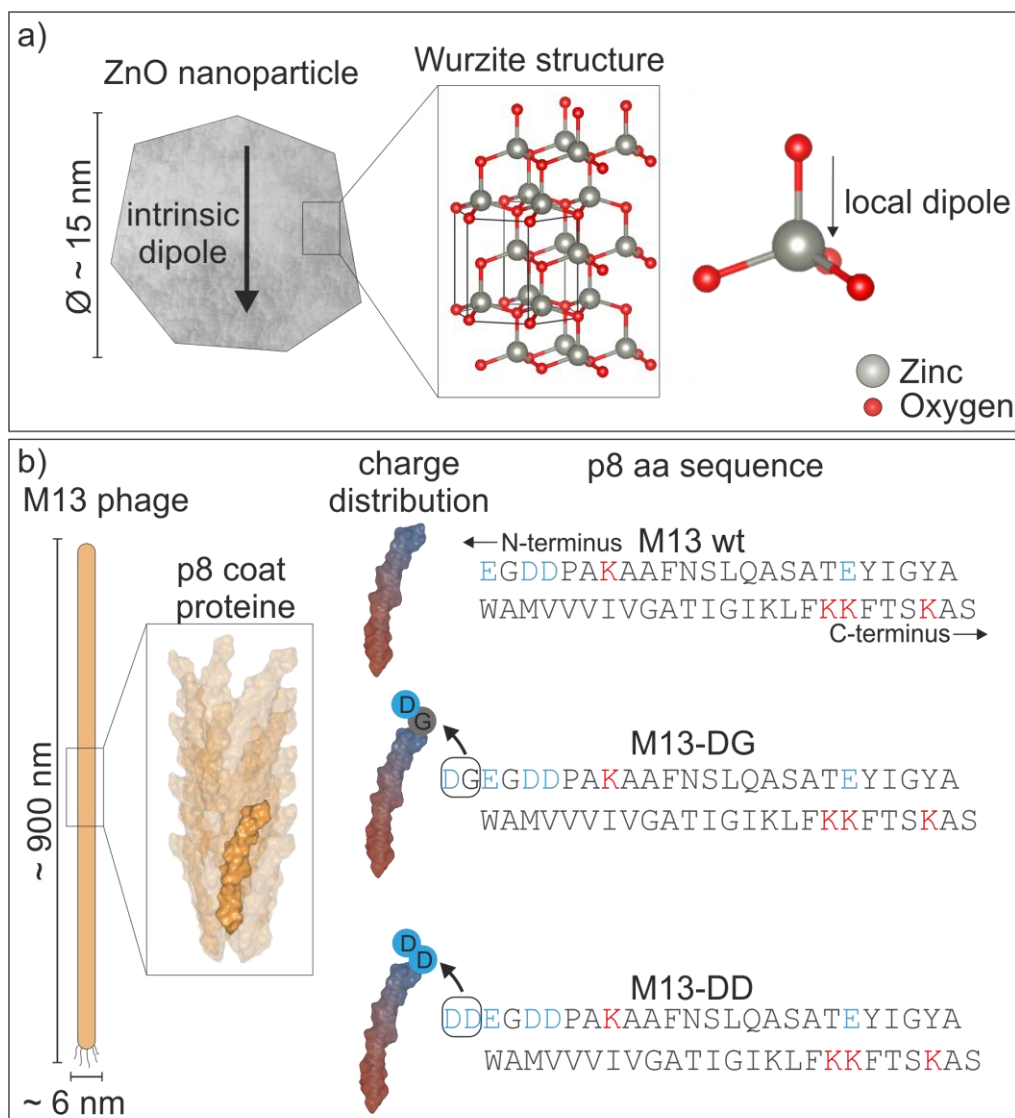 a)
ZnO nanoparticle
Wurzite structure
Ø ~ 15 nm
intrinsic
dipole
local dipole
Zinc
Oxygen
b)
M13 phage
charge
distribution
p8 aa sequence
~ 900 nm
~ 6 nm
p8 coat
proteine
←N-terminus
M13 wt
EGDDPAKAAFNSLQASATEYIGYA
WAMVVVIVGATIGIKLFKKFTSKAS
C-terminus→
D
G
M13-DG
DGEGDDPAKAAFNSLQASATEYIGYA
WAMVVVIVGATIGIKLFKKFTSKAS
D
D
M13-DD
DDEGDDPAKAAFNSLQASATEYIGYA
WAMVVVIVGATIGIKLFKKFTSKAS